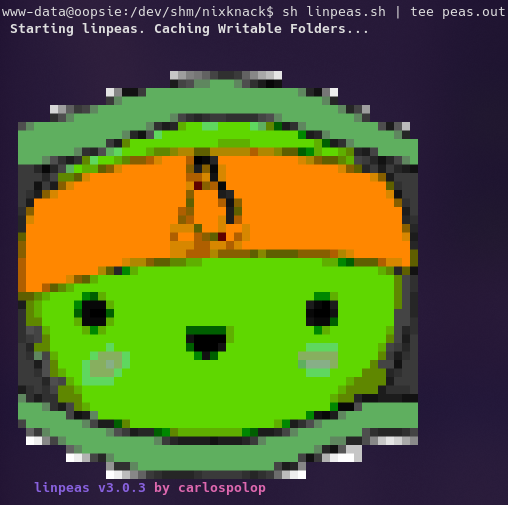 www-data@oopsie:/dev/shm/nixknack$ sh linpeas.sh | tee peas.out
Starting linpeas. Caching Writable Folders...
linpeas v3.0.3 by carlospolop